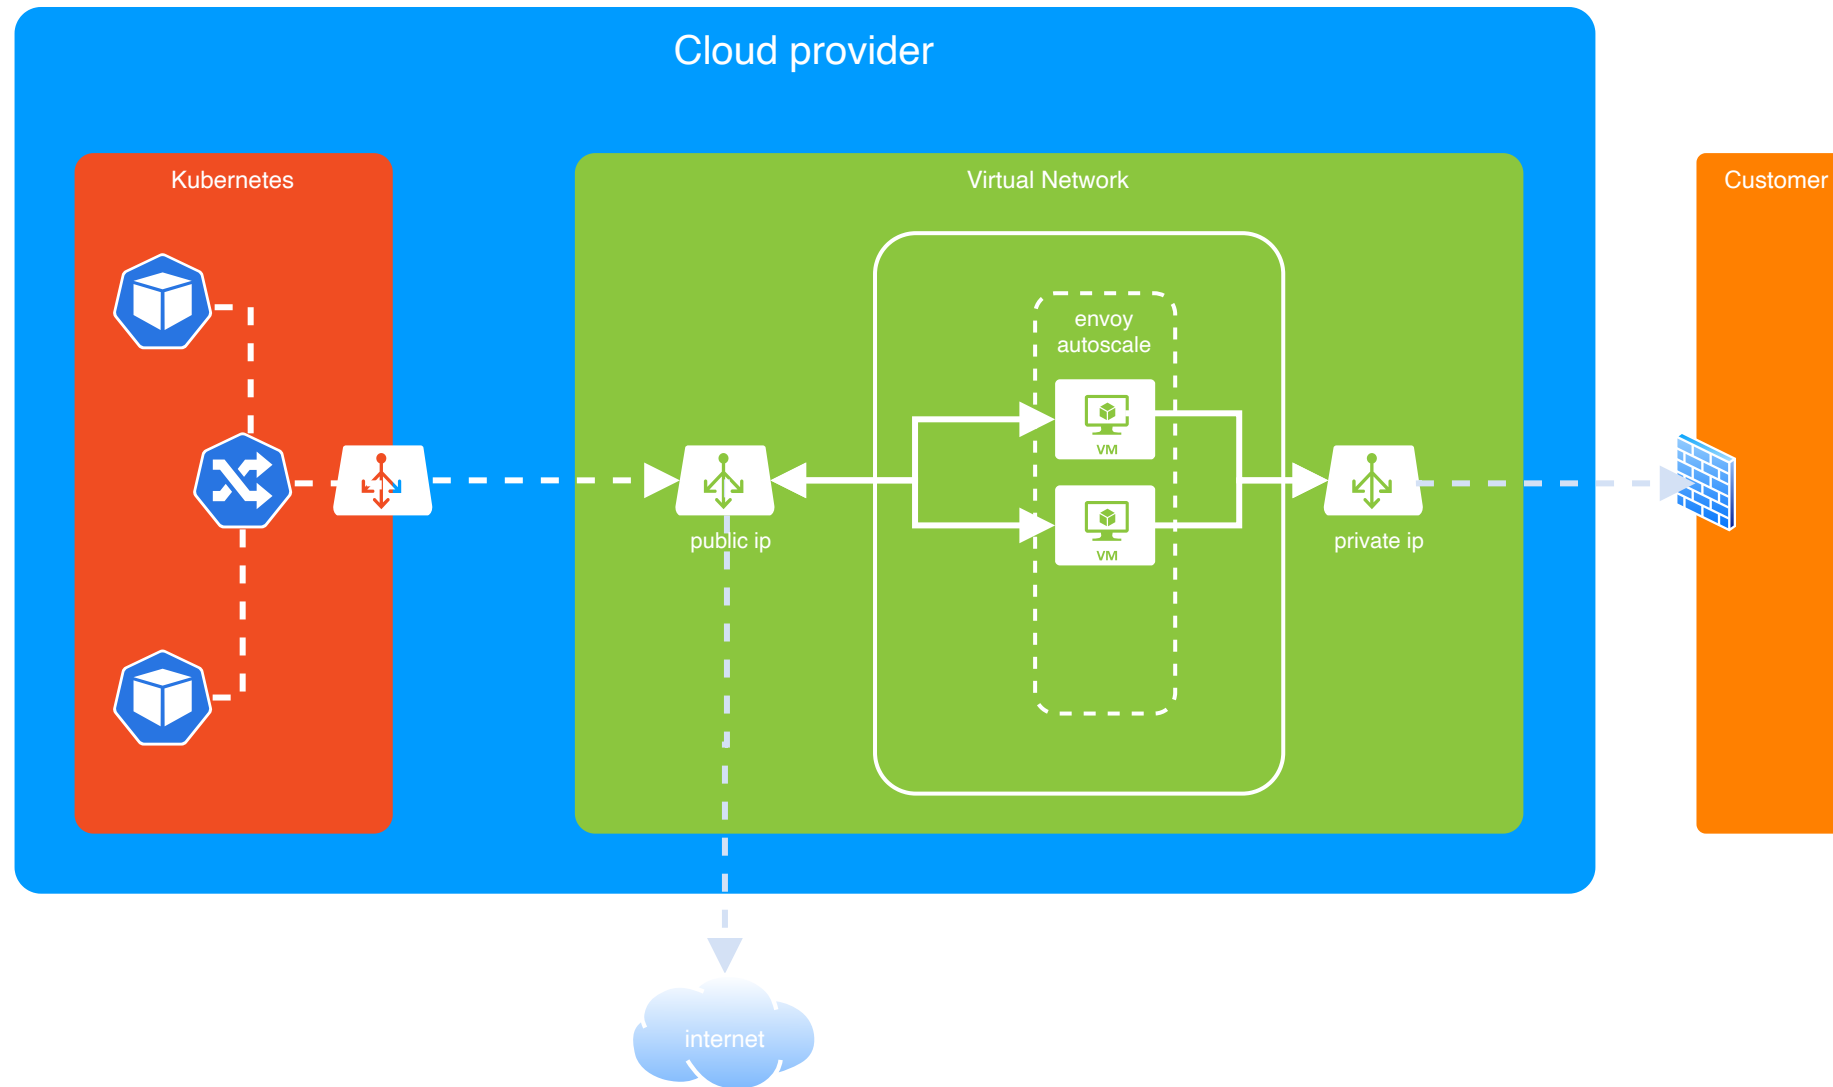 Cloud provider
Kubernetes
Virtual Network
Customer
envoy
autoscale
VM
VM
public ip
private ip
internet